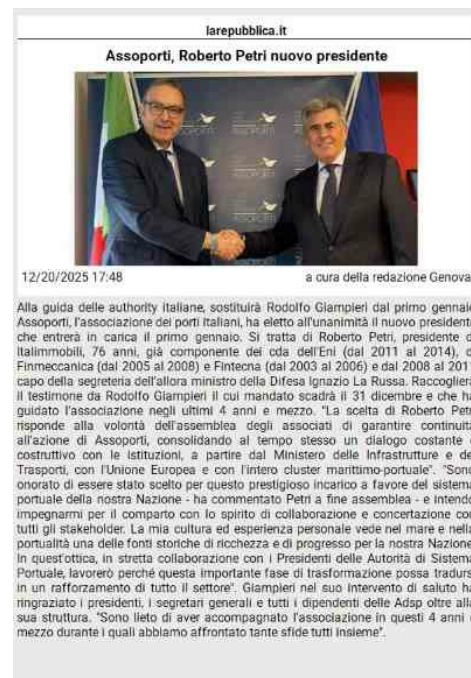 larepubblica.it
Assoporti, Roberto Petri nuovo presidente
ASSOPORTI
ASSOPORTI
12/20/2025 17:48
a cura della redazione Genova
Alla guida delle authority italiane, sostituirà Rodolfo Giampieri dal primo gennaio
Assoporti, l'associazione dei porti italiani, ha eletto all'unanimità il nuovo president
che entrerà in carica il primo gennaio. Si tratta di Roberto Petri, presidente d
Italimmobili, 76 anni, già componente dei cda dell'Eni (dal 2011 al 2014), d
Finmeccanica (dal 2005 al 2008) e Fintecna (dal 2003 al 2006) e dal 2008 al 2011
capo della segreteria dell'allora ministro della Difesa Ignazio La Russa. Raccoglier
il testimone da Rodolfo Giampieri il cui mandato scadrà il 31 dicembre e che ha
guidato l'associazione negli ultimi 4 anni e mezzo. "La scelta di Roberto Petr
risponde alla volontà dell'assemblea degli associati di garantire continuità
all'azione di Assoporti, consolidando al tempo stesso un dialogo costante e
costruttivo con le istituzioni, a partire dal Ministero delle Infrastrutture e de
Trasporti, con l'Unione Europea e con l'intero cluster marittimo-portuale". "Sono
onorato di essere stato scelto per questo prestigioso incarico a favore del sistema
portuale della nostra Nazione - ha commentato Petri a fine assemblea - e intendo
impegnarmi per il comparto con lo spirito di collaborazione e concertazione con
tutti gli stakeholder. La mia cultura ed esperienza personale vede nel mare e nella
portualità una delle fonti storiche di ricchezza e di progresso per la nostra Nazione
In quest'ottica, in stretta collaborazione con i Presidenti delle Autorità di Sistema
Portuale, lavorerò perché questa importante fase di trasformazione possa tradurs
in un rafforzamento di tutto il settore". Giampieri nel suo intervento di saluto ha
ringraziato i presidenti, i segretari generali e tutti i dipendenti delle Adsp oltre alla
sua struttura. "Sono lieto di aver accompagnato l'associazione in questi 4 anni e
mezzo durante i quali abbiamo affrontato tante sfide tutti insieme".